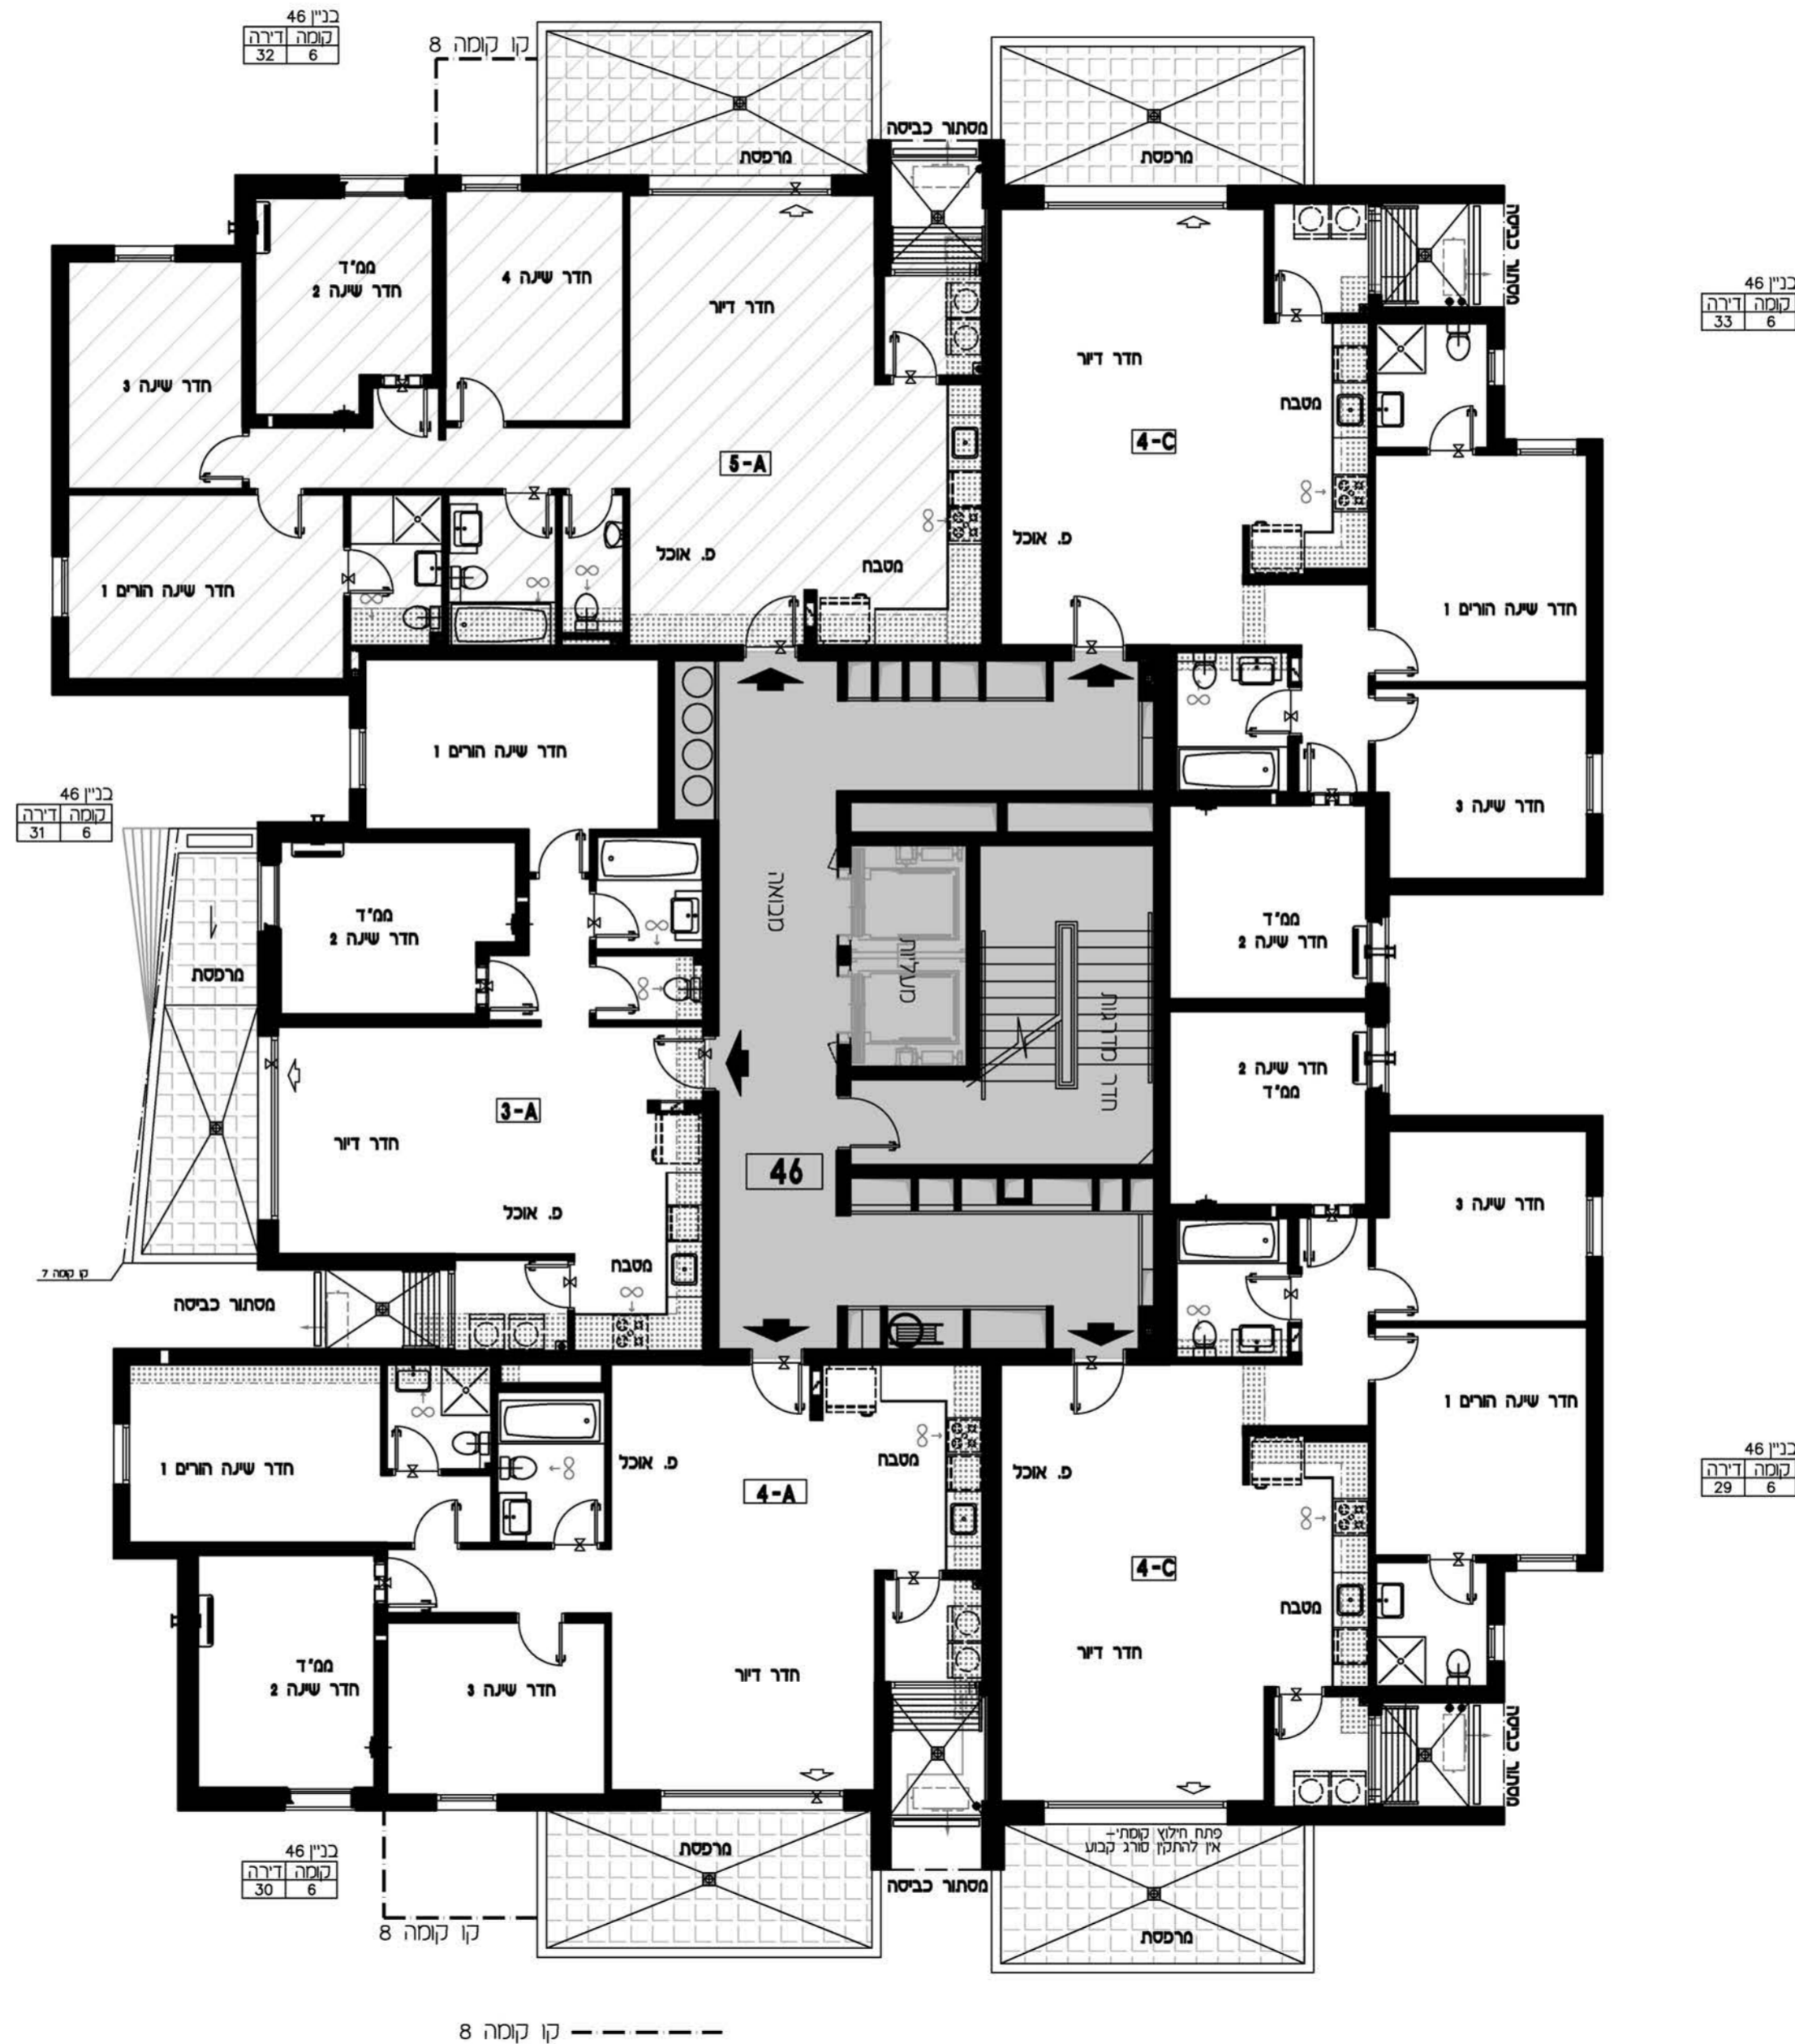 בניין 46
קומה דירה
6 32
קו קומה 8
מרפסת
מסתור כביסה
מרפסת
מסתור כביסה
בניין 46
קומה דירה
6 33
ממ"ד
חדר שינה 2
חדר שינה 4
חדר דיור
חדר שינה 3
5-A
חדר שינה הורים 1
פ. אוכל
מטבח
חדר דיור
מטבח
4-C
פ. אוכל
חדר שינה הורים 1
חדר שינה 3
ממ"ד
חדר שינה 2
בניין 46
קומה דירה
6 31
חדר שינה הורים 1
ממ"ד
חדר שינה 2
מרפסת
3-A
חדר דיור
פ. אוכל
מטבח
קו קומה 7
מסתור כביסה
מבואה
מעליות
חדר מדרגות
46
חדר שינה 2
ממ"ד
חדר שינה 3
חדר שינה הורים 1
בניין 46
קומה דירה
6 29
חדר שינה הורים 1
פ. אוכל
מטבח
4-A
ממ"ד
חדר שינה 2
חדר שינה 3
חדר דיור
פ. אוכל
4-C
מטבח
חדר דיור
מסתור כביסה
פתח חילוץ קומתי-
אין להתקין סורג קבוע
מרפסת
מרפסת
מסתור כביסה
בניין 46
קומה דירה
6 30
קו קומה 8
קו קומה 8